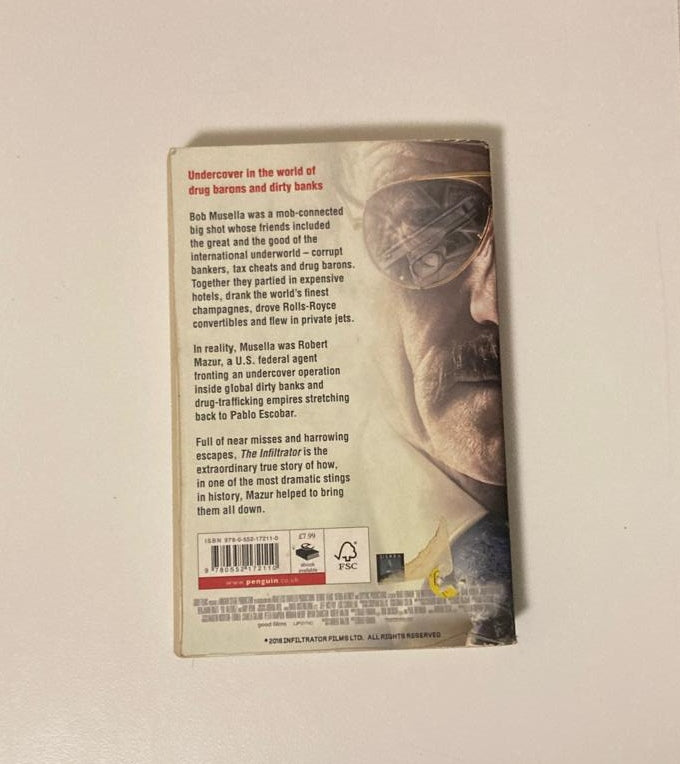 Undercover in the world of
drug barons and dirty banks
Bob Musella was a mob-connected
big shot whose friends included
the great and the good of the
international underworld – corrupt
bankers, tax cheats and drug barons.
Together they partied in expensive
hotels, drank the world's finest
champagnes, drove Rolls-Royce
convertibles and flew in private jets.
In reality, Musella was Robert
Mazur, a U.S. federal agent
fronting an undercover operation
inside global dirty banks and
drug-trafficking empires stretching
back to Pablo Escobar.
Full of near misses and harrowing
escapes, The Infiltrator is the
extraordinary true story of how,
in one of the most dramatic stings
in history, Mazur helped to bring
them all down.
ISBN 978-0-552-17211-0
9 780552 172110
£7.99
ebook
available
FSC
www.penguin.co.uk
good films
© 2016 INFILTRATOR FILMS LTD. ALL RIGHTS RESERVED